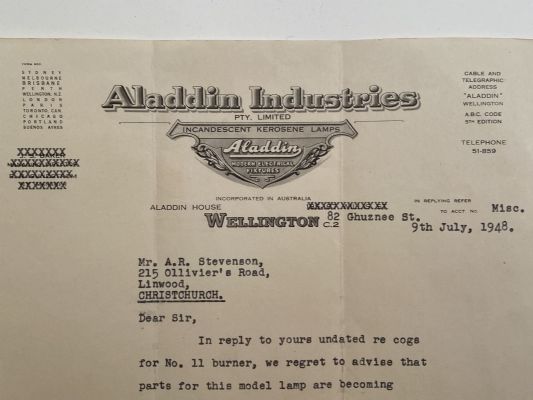 SYDNEY
MELBOURNE
BRISBANE
PERTH
WELLINGTON, N.Z.
LONDON
PARIS
TORONTO, CAN.
CHICAGO
PORTLAND
BUENOS AYRES
Aladdin Industries
PTY. LIMITED
INCANDESCENT KEROSENE LAMPS
Aladdin
MODERN ELECTRICAL
FIXTURES
INCORPORATED IN AUSTRALIA
ALADDIN HOUSE
82 Ghuznee St.
WELLINGTON C.2
CABLE AND
TELEGRAPHIC
ADDRESS
"ALADDIN"
WELLINGTON
A.B.C. CODE
5TH EDITION
TELEPHONE
51-859
IN REPLYING REFER
TO ACCT NO. Misc.
9th July, 1948.
Mr. A.R. Stevenson,
215 Ollivier's Road,
Linwood,
CHRISTCHURCH.
Dear Sir,
In reply to yours undated re cogs
for No. 11 burner, we regret to advise that
parts for this model lamp are becoming